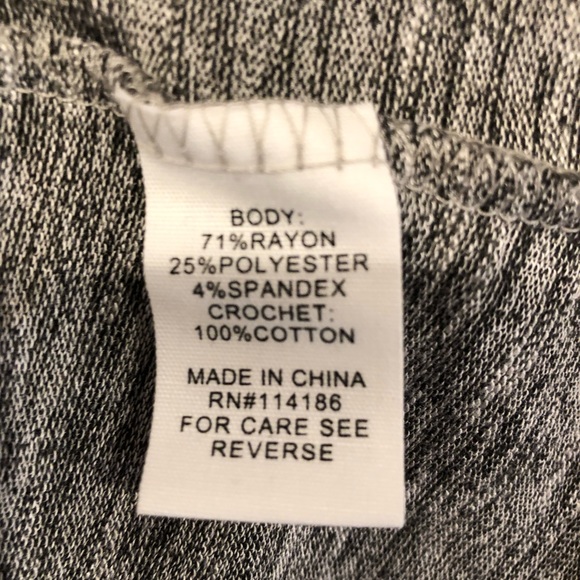 BODY:
71%RAYON
25%POLYESTER
4%SPANDEX
CROCHET:
100%COTTON
MADE IN CHINA
RN#114186
FOR CARE SEE
REVERSE